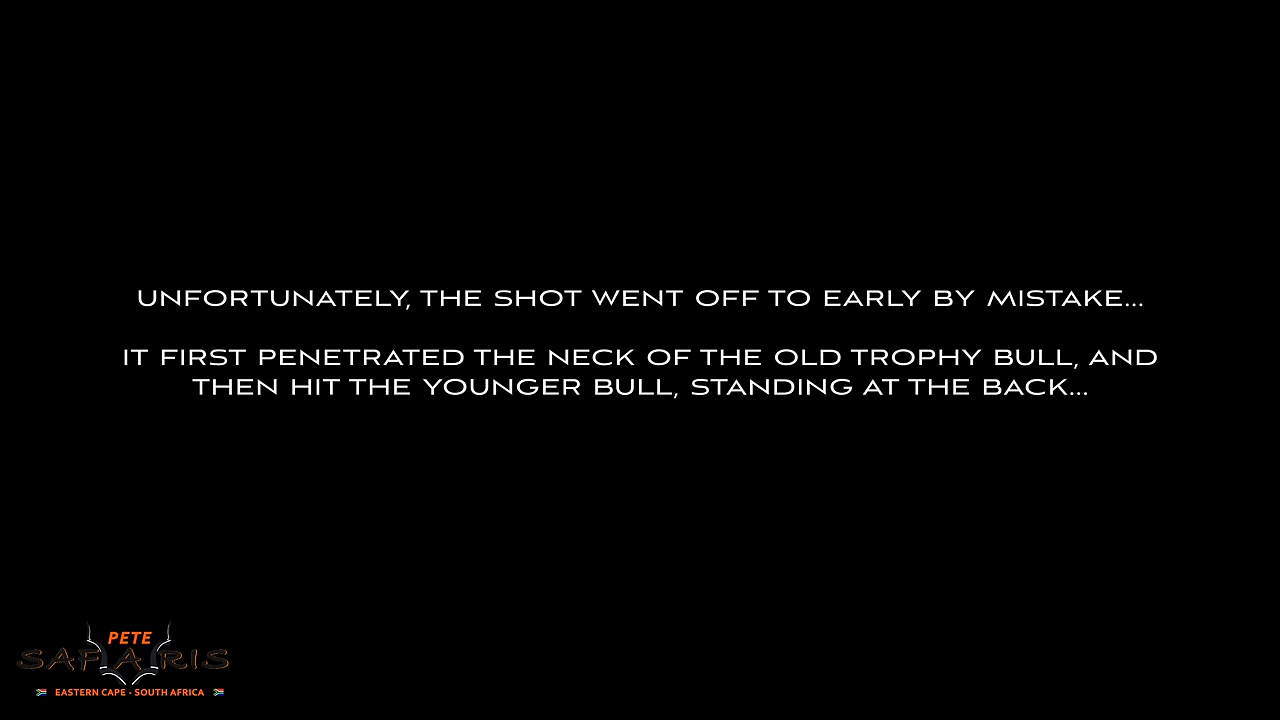 UNFORTUNATELY, THE SHOT WENT OFF TO EARLY BY MISTAKE...
IT FIRST PENETRATED THE NECK OF THE OLD TROPHY BULL, AND
THEN HIT THE YOUNGER BULL, STANDING AT THE BACK...
PETE
SAFARIS
EASTERN CAPE - SOUTH AFRICA